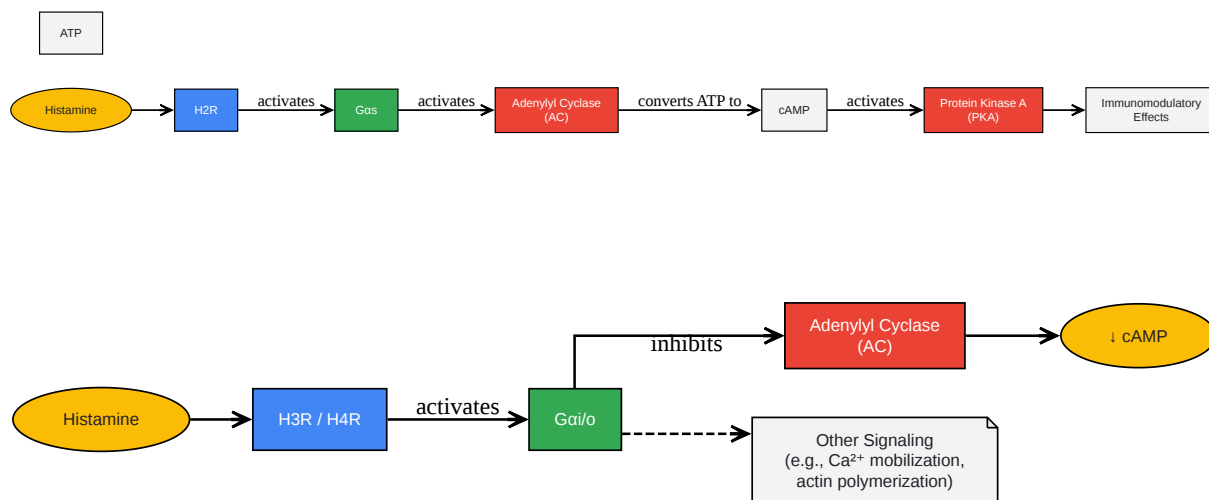 ATP
Histamine
H2R
activates
Gαs
activates
Adenylyl Cyclase
(AC)
converts ATP to
cAMP
activates
Protein Kinase A
(PKA)
Immunomodulatory
Effects
Histamine
H3R / H4R
activates
Gαi/o
inhibits
Adenylyl Cyclase
(AC)
↓ cAMP
Other Signaling
(e.g., Ca²⁺ mobilization,
actin polymerization)